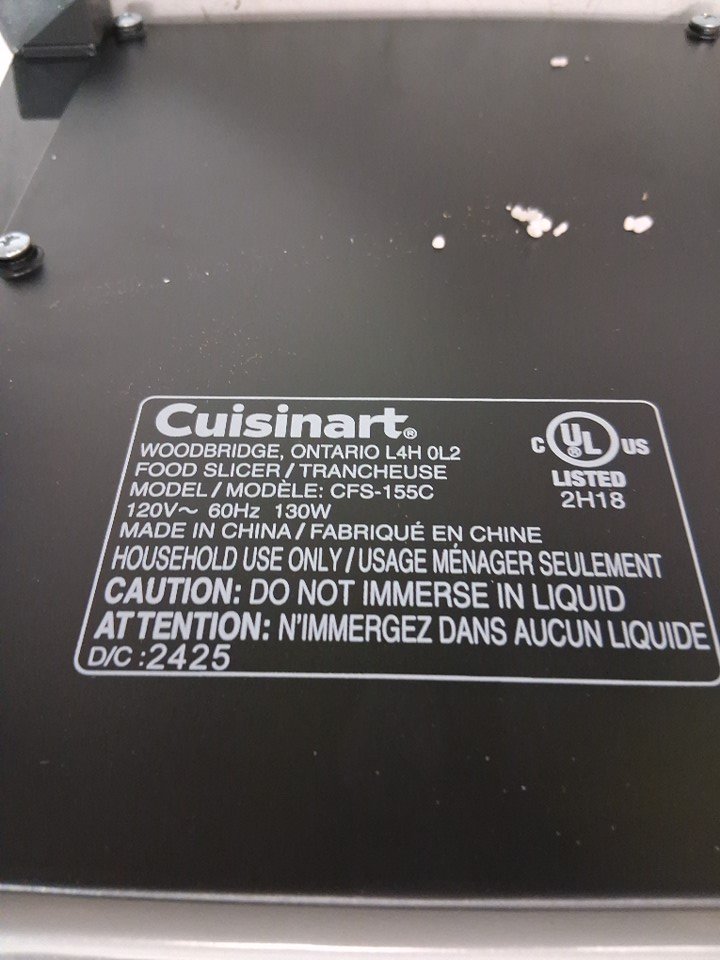 Cuisinart®
WOODBRIDGE, ONTARIO L4H 0L2
FOOD SLICER / TRANCHEUSE
MODEL / MODÈLE: CFS-155C
120V～ 60Hz 130W
MADE IN CHINA / FABRIQUÉ EN CHINE
HOUSEHOLD USE ONLY / USAGE MÉNAGER SEULEMENT
CAUTION: DO NOT IMMERSE IN LIQUID
ATTENTION: N'IMMERGEZ DANS AUCUN LIQUIDE
D/C :2425
C UL® US
LISTED
2H18